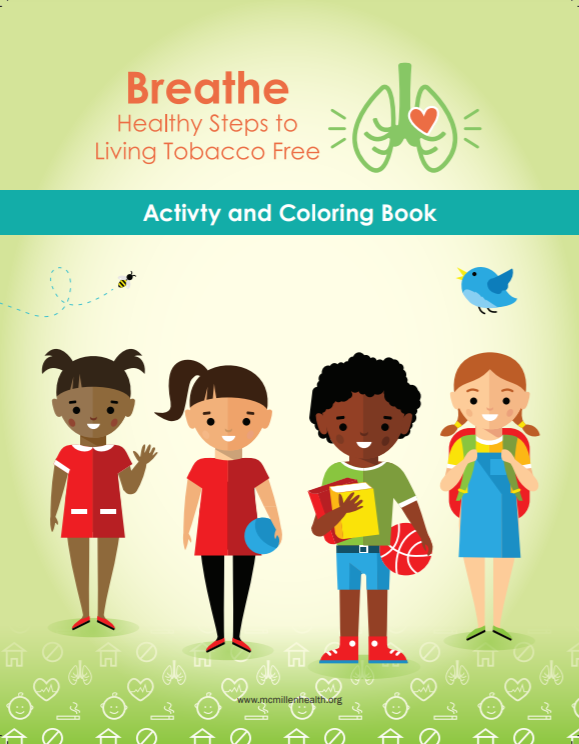 Breathe
Healthy Steps to
Living Tobacco Free
Activty and Coloring Book
www.mcmillenhealth.org